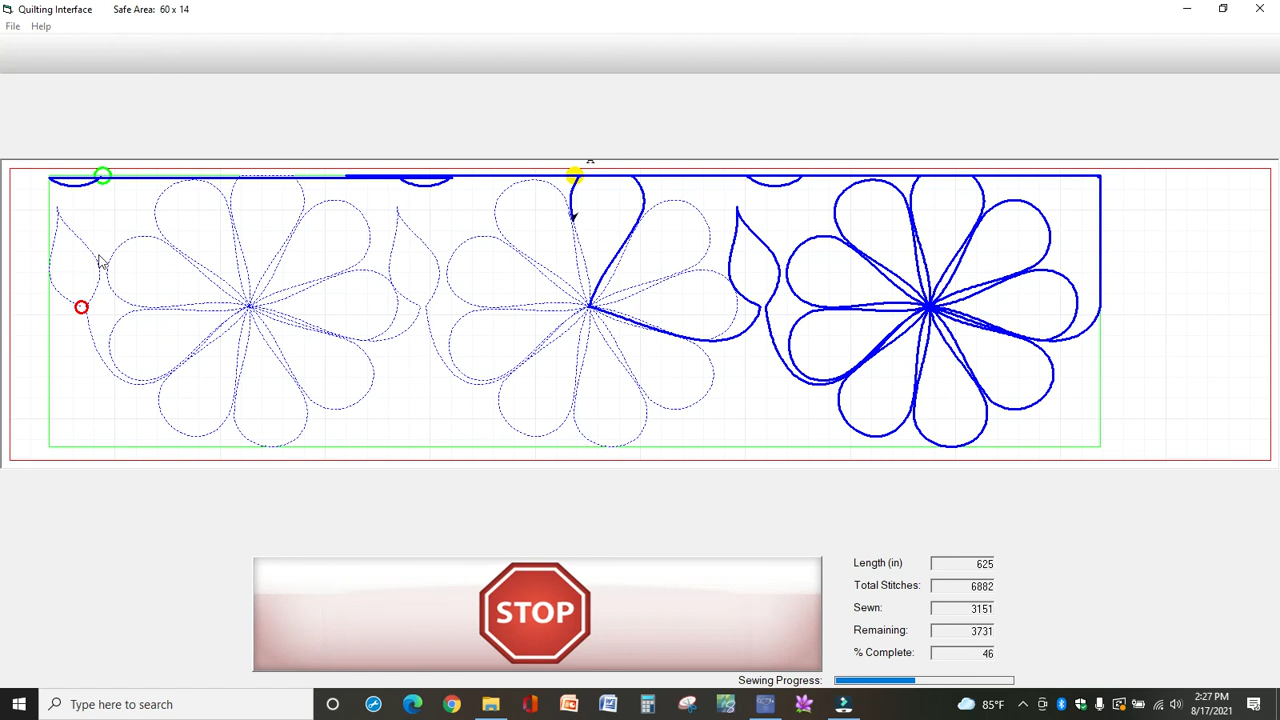 Quilting Interface Safe Area: 60 x 14
File Help
STOP
Length (in) 625
Total Stitches: 6882
Sewn: 3151
Remaining: 3731
% Complete: 46
Sewing Progress:
Type here to search
85°F
2:27 PM
8/17/2021